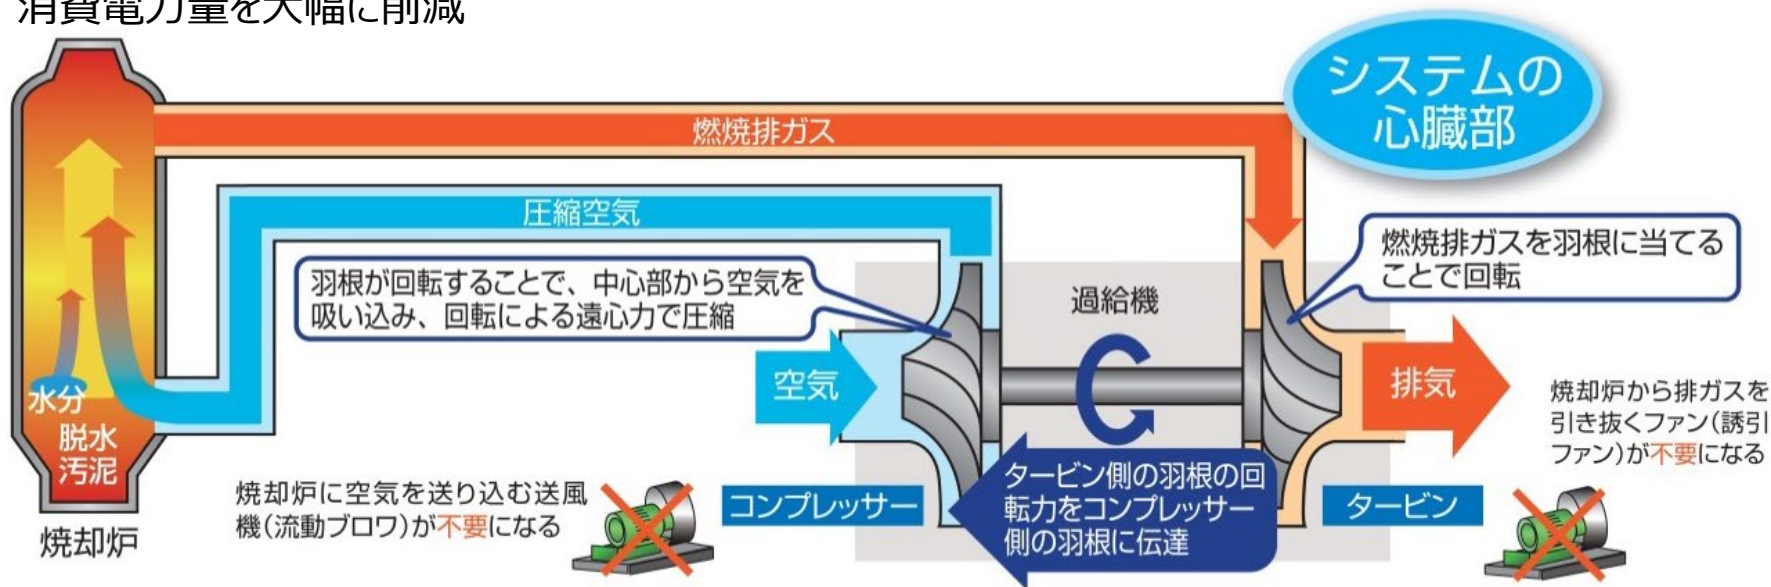 消費電力量を大幅に削減
システムの
心臓部
燃焼排ガス
圧縮空気
燃焼排ガスを羽根に当てる
ことで回転
羽根が回転することで、中心部から空気を
吸い込み、回転による遠心力で圧縮
過給機
空気
排気
水分
脱水
汚泥
焼却炉
焼却炉から排ガスを
引き抜くファン(誘引
ファン)が不要になる
焼却炉に空気を送り込む送風
機(流動ブロワ)が不要になる
コンプレッサー
タービン側の羽根の回
転力をコンプレッサー
側の羽根に伝達
タービン